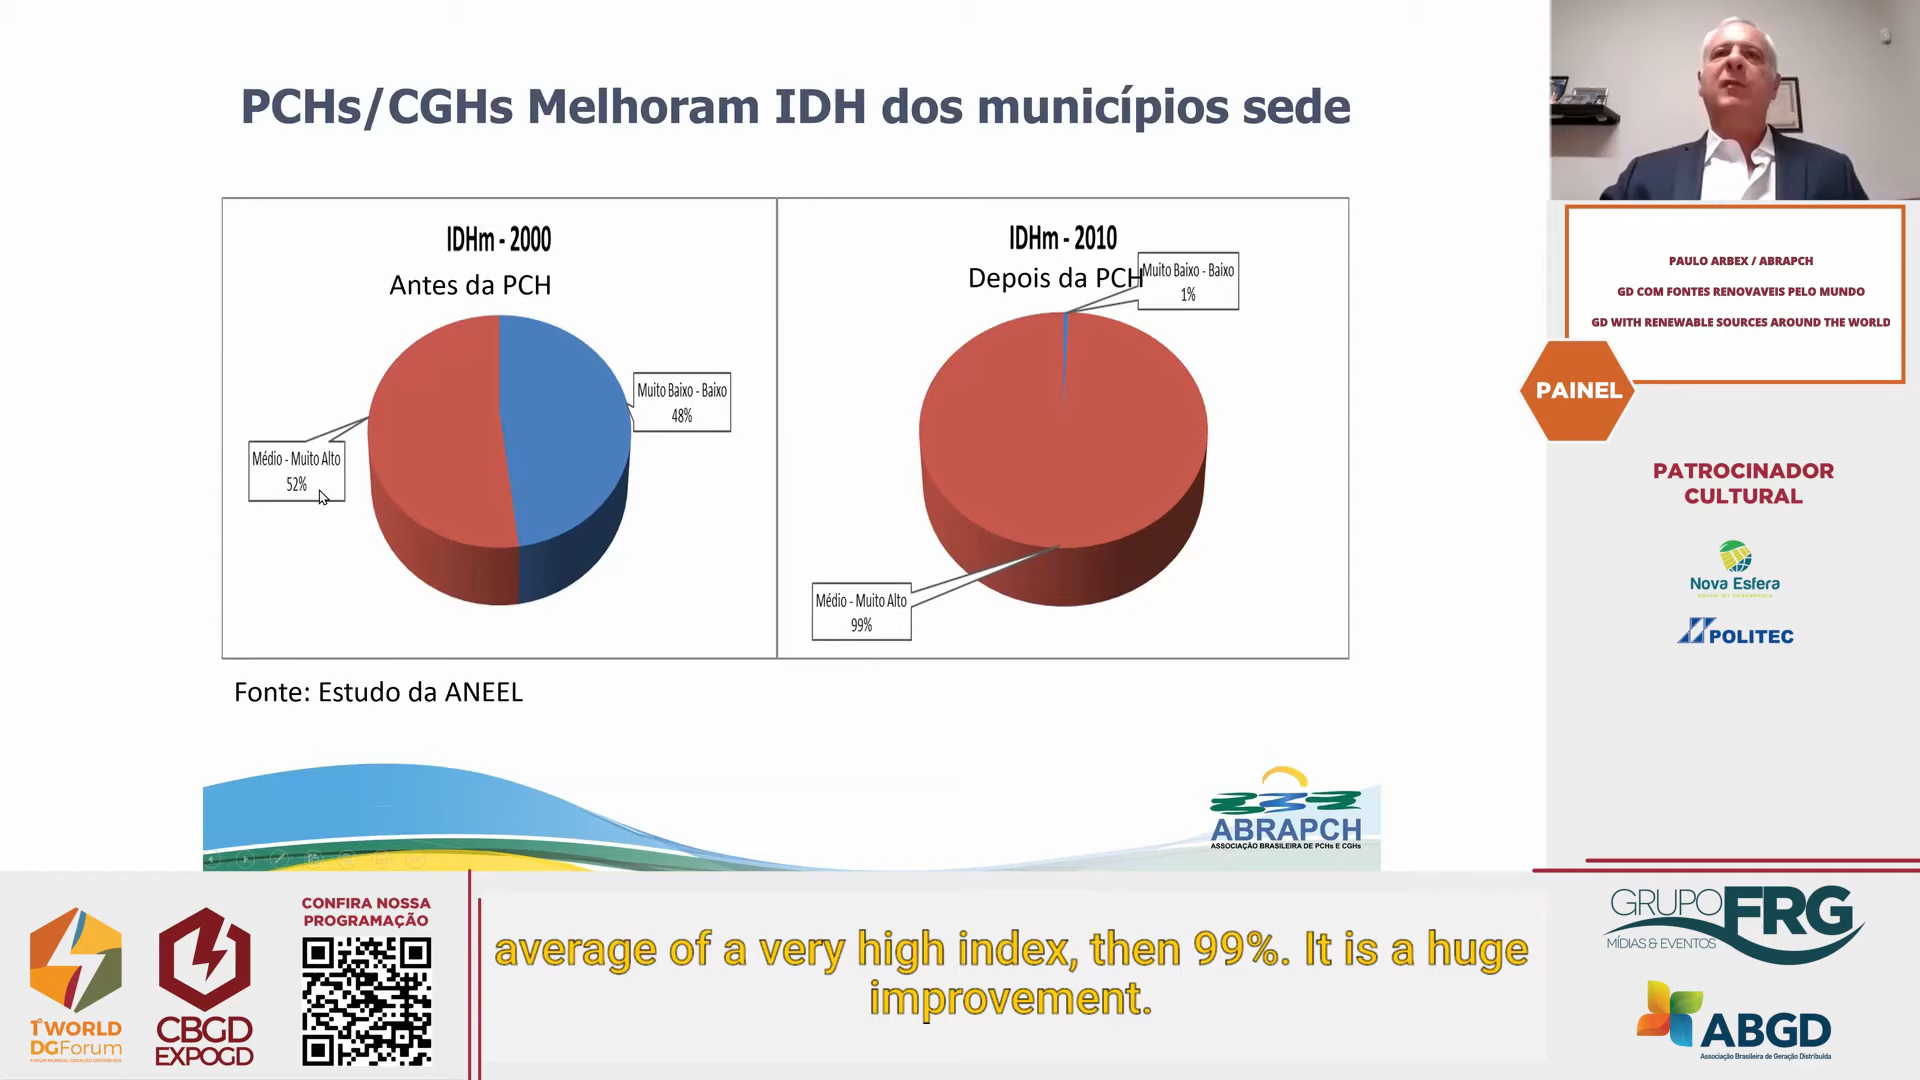 PCHs/CGHs Melhoram IDH dos municípios sede
IDHm - 2000
Antes da PCH
Muito Baixo - Baixo
48%
Médio - Muito Alto
52%
IDHm - 2010
Depois da PCH
Muito Baixo - Baixo
1%
Médio - Muito Alto
99%
Fonte: Estudo da ANEEL
ABRAPCH
ASSOCIAÇÃO BRASILEIRA DE PCHs E CGHs
PAULO ARBEX / ABRAPCH
GD COM FONTES RENOVAVEIS PELO MUNDO
GD WITH RENEWABLE SOURCES AROUND THE WORLD
PAINEL
PATROCINADOR
CULTURAL
Nova Esfera
POLITEC
1º WORLD
DGForum
FÓRUM MUNDIAL GERAÇÃO DISTRIBUÍDA
CBGD
EXPOGD
CONFIRA NOSSA
PROGRAMAÇÃO
average of a very high index, then 99%. It is a huge
improvement.
GRUPO FRG
MÍDIAS & EVENTOS
ABGD
Associação Brasileira de Geração Distribuída